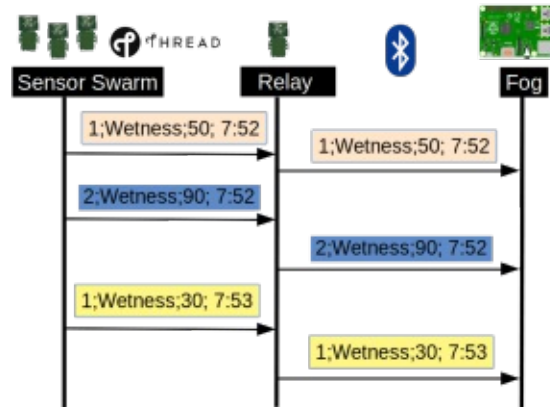 THREAD
Sensor Swarm
Relay
Fog
1;Wetness;50; 7:52
1;Wetness;50; 7:52
2;Wetness;90; 7:52
2;Wetness;90; 7:52
1;Wetness;30; 7:53
1;Wetness;30; 7:53